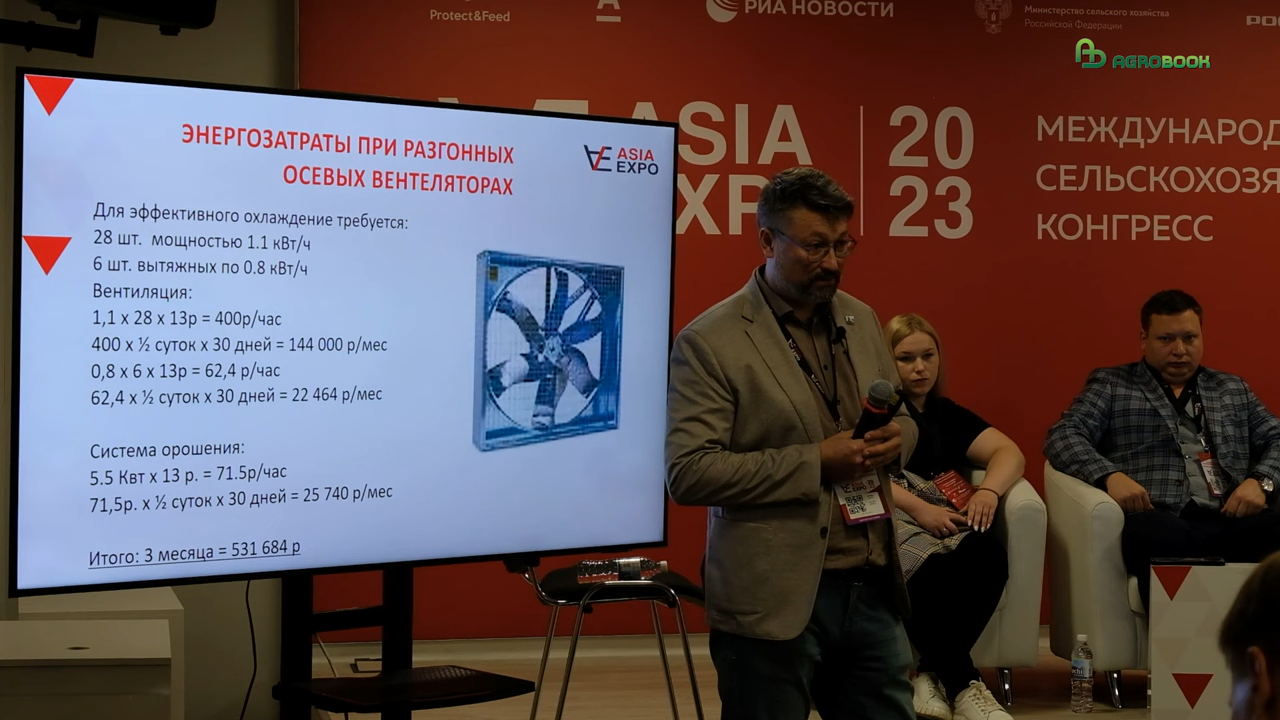 Protect&Feed
РИА НОВОСТИ
Министерство сельского хозяйства
Российской Федерации
AGROBOOK
ASIA
20
23
МЕЖДУНАРОД
СЕЛЬСКОХОЗЯ
КОНГРЕСС
ЭНЕРГОЗАТРАТЫ ПРИ РАЗГОННЫХ
ОСЕВЫХ ВЕНТЕЛЯТОРАХ
ASIA
EXPO
Для эффективного охлаждение требуется:
28 шт. мощностью 1.1 кВт/ч
6 шт. вытяжных по 0.8 кВт/ч
Вентиляция:
1,1 х 28 х 13р = 400р/час
400 х ½ суток х 30 дней = 144 000 р/мес
0,8 х 6 х 13р = 62,4 р/час
62,4 х ½ суток х 30 дней = 22 464 р/мес
Система орошения:
5.5 Квт х 13 р. = 71.5р/час
71,5р. х ½ суток х 30 дней = 25 740 р/мес
Итого: 3 месяца = 531 684 р
ASIA
EXPO